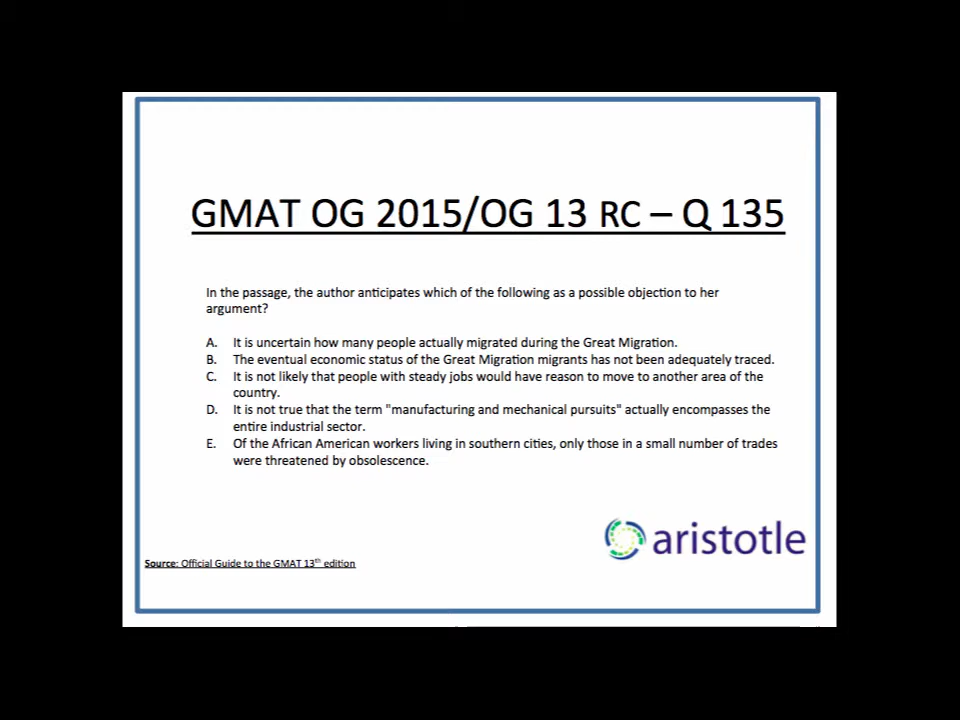 GMAT OG 2015/OG 13 RC – Q 135
In the passage, the author anticipates which of the following as a possible objection to her
argument?
A. It is uncertain how many people actually migrated during the Great Migration.
B. The eventual economic status of the Great Migration migrants has not been adequately traced.
C. It is not likely that people with steady jobs would have reason to move to another area of the
country.
D. It is not true that the term "manufacturing and mechanical pursuits" actually encompasses the
entire industrial sector.
E. Of the African American workers living in southern cities, only those in a small number of trades
were threatened by obsolescence.
aristotle
Source: Official Guide to the GMAT 13th edition